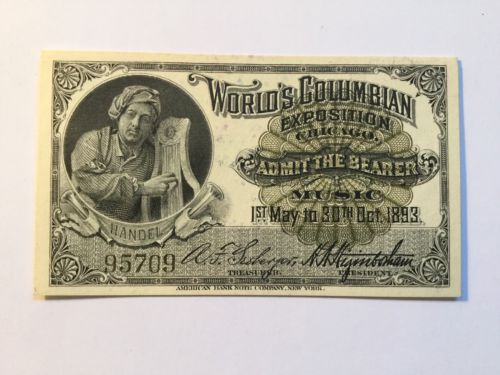 WORLD'S COLUMBIAN
EXPOSITION
CHICAGO,
ADMIT THE BEARER
MUSIC
1ST May to 30TH Oct. 1893.
HANDEL
95709
A. F. Seeberger
TREASURER.
PRESIDENT.
AMERICAN BANK NOTE COMPANY, NEW YORK.